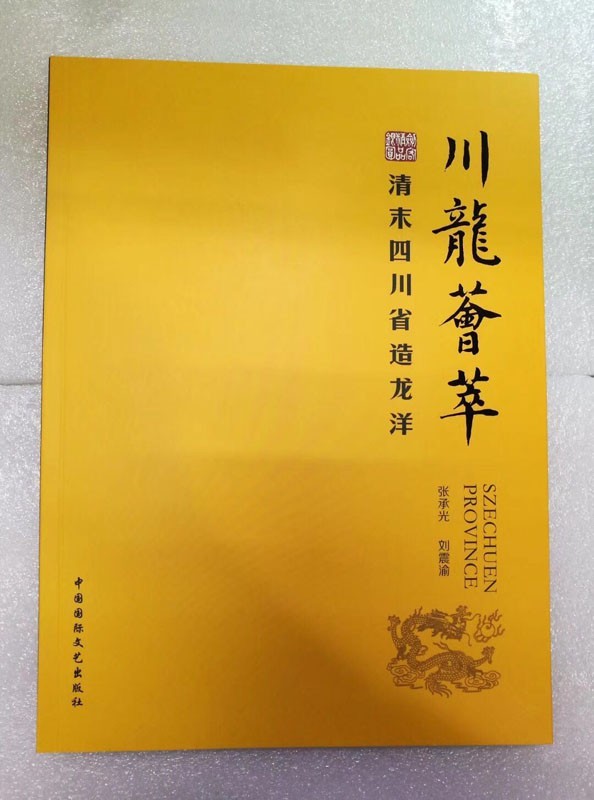 川龍薈萃
清末四川省造龙洋
SZECHUEN
PROVINCE
张承光 刘震渝
中国国际文艺出版社